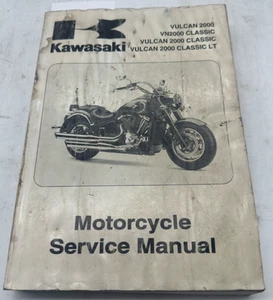 Kawasaki
VULCAN 2000
VN2000 CLASSIC
VULCAN 2000 CLASSIC
VULCAN 2000 CLASSIC LT
Motorcycle
Service Manual